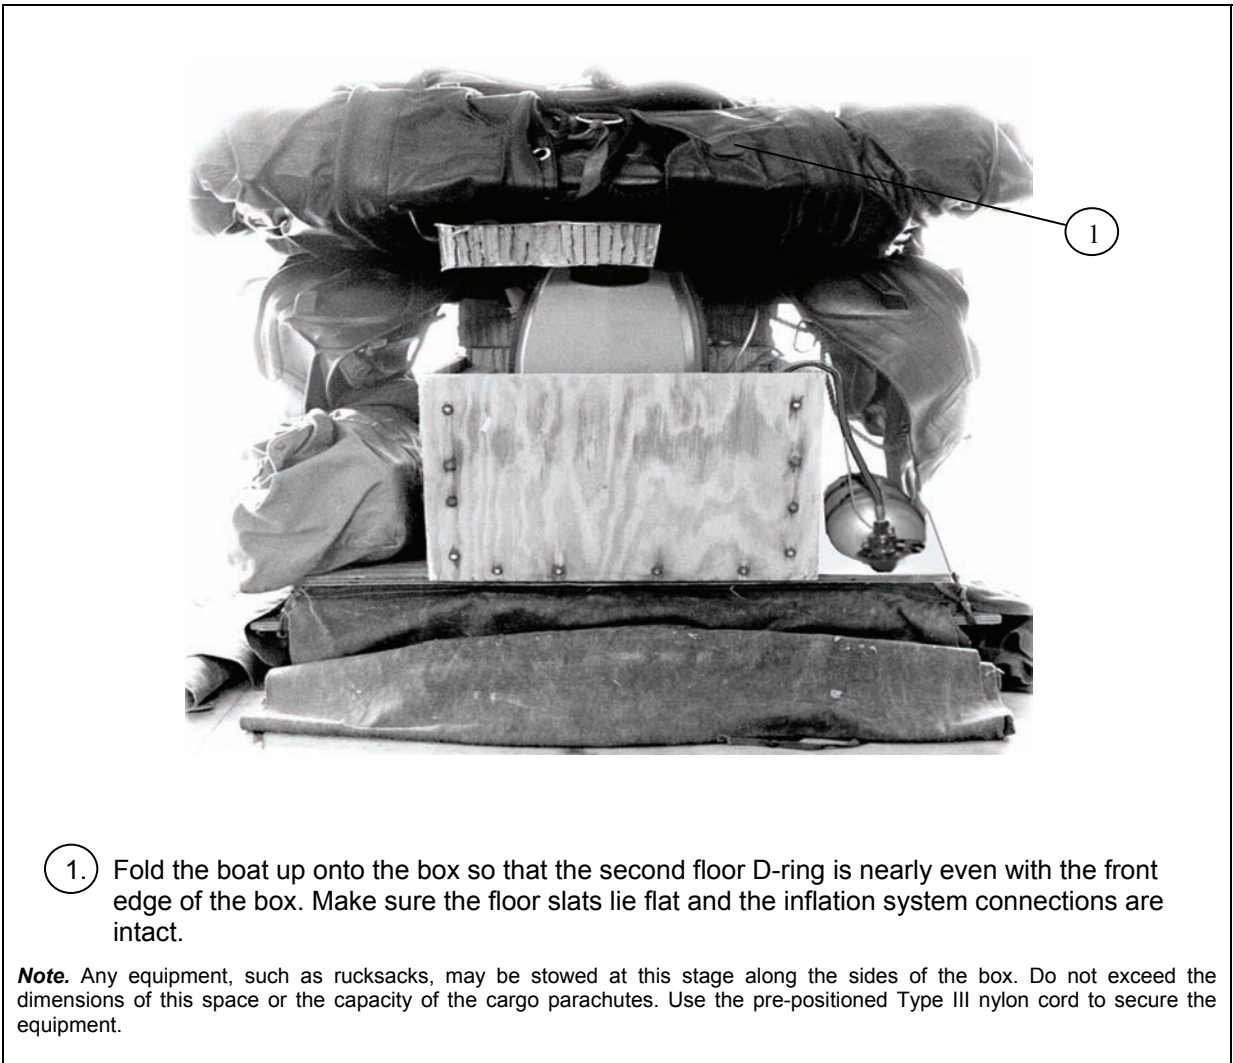 1
1. Fold the boat up onto the box so that the second floor D-ring is nearly even with the front
edge of the box. Make sure the floor slats lie flat and the inflation system connections are
intact.
Note. Any equipment, such as rucksacks, may be stowed at this stage along the sides of the box. Do not exceed the
dimensions of this space or the capacity of the cargo parachutes. Use the pre-positioned Type III nylon cord to secure the
equipment.